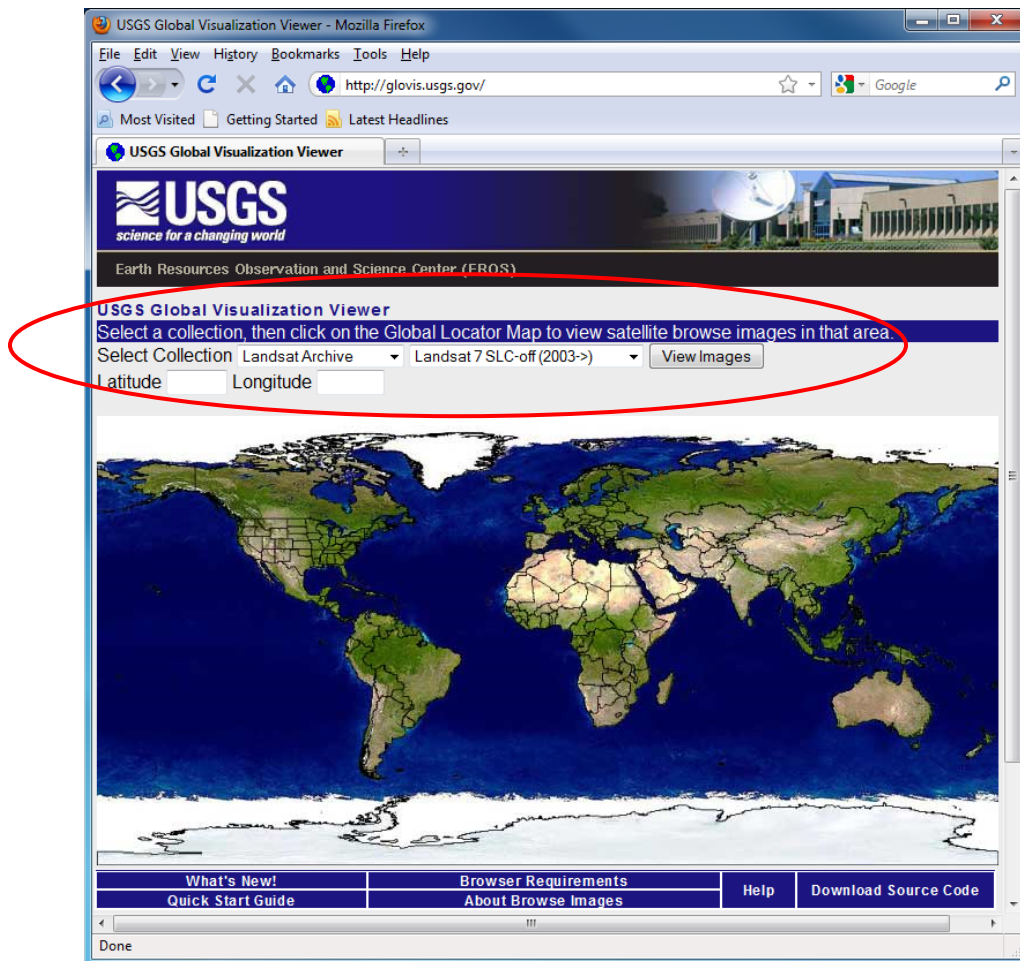 USGS Global Visualization Viewer - Mozilla Firefox
File Edit View History Bookmarks Tools Help
http://glovis.usgs.gov/ Google
Most Visited Getting Started Latest Headlines
USGS Global Visualization Viewer
USGS
science for a changing world
Earth Resources Observation and Science Center (EROS)
USGS Global Visualization Viewer
Select a collection, then click on the Global Locator Map to view satellite browse images in that area.
Select Collection Landsat Archive Landsat 7 SLC-off (2003->) View Images
Latitude Longitude
What's New! Browser Requirements Help Download Source Code
Quick Start Guide About Browse Images
Done